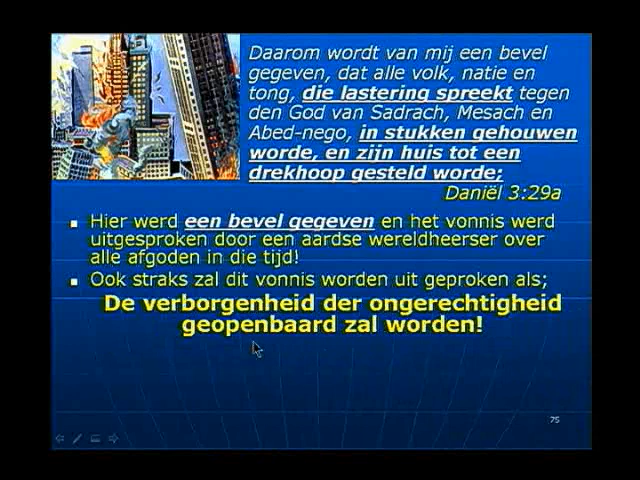 Daarom wordt van mij een bevel
gegeven, dat alle volk, natie en
tong, die lastering spreekt tegen
den God van Sadrach, Mesach en
Abed-nego, in stukken gehouwen
worde, en zijn huis tot een
drekhoop gesteld worde;
Daniël 3:29a
Hier werd een bevel gegeven en het vonnis werd
uitgesproken door een aardse wereldheerser over
alle afgoden in die tijd!
Ook straks zal dit vonnis worden uit geproken als;
De verborgenheid der ongerechtigheid
geopenbaard zal worden!
75